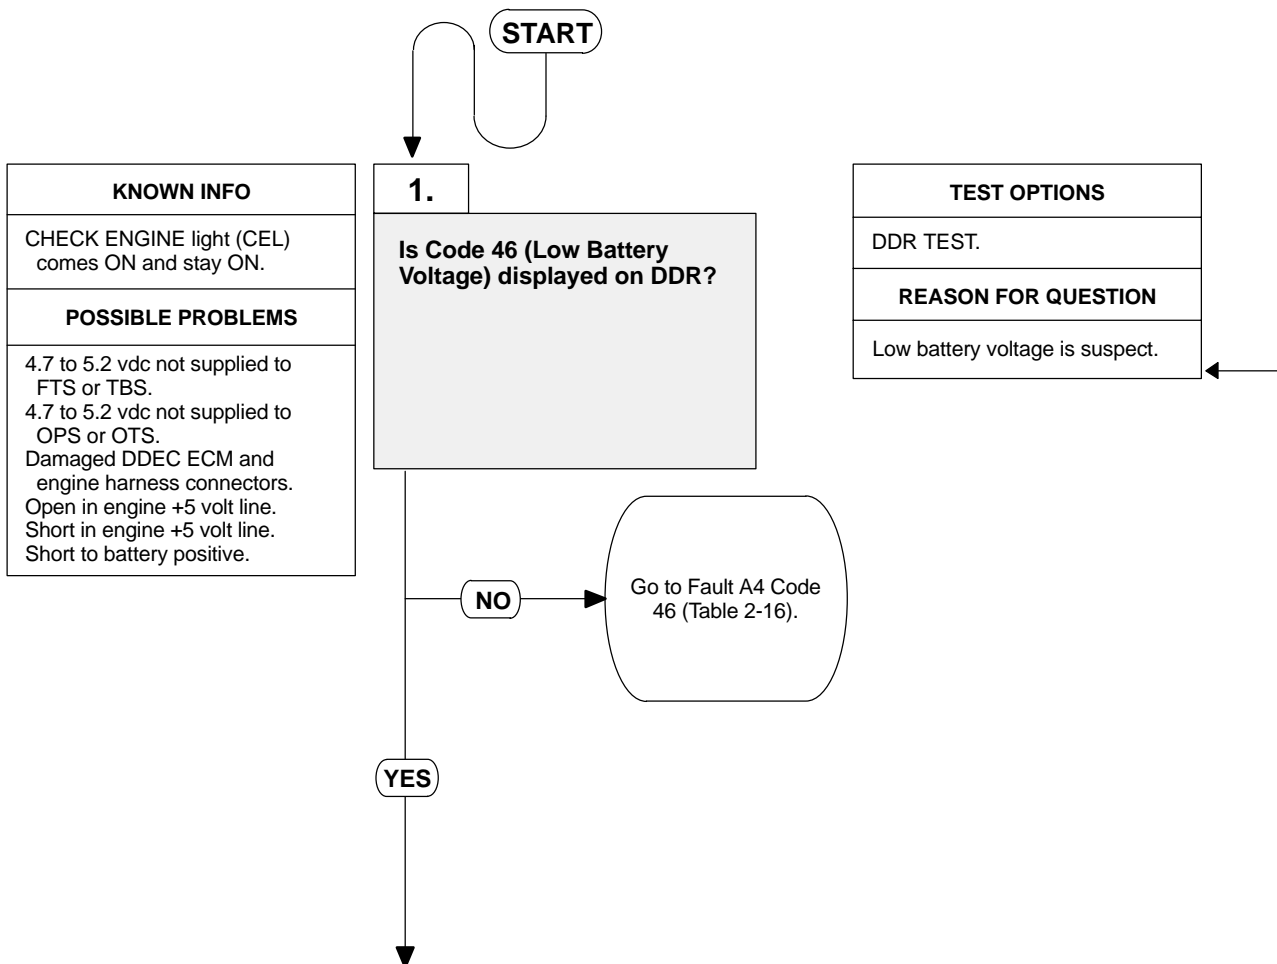 START
KNOWN INFO
CHECK ENGINE light (CEL)
comes ON and stay ON.
POSSIBLE PROBLEMS
4.7 to 5.2 vdc not supplied to
FTS or TBS.
4.7 to 5.2 vdc not supplied to
OPS or OTS.
Damaged DDEC ECM and
engine harness connectors.
Open in engine +5 volt line.
Short in engine +5 volt line.
Short to battery positive.
1.
Is Code 46 (Low Battery
Voltage) displayed on DDR?
TEST OPTIONS
DDR TEST.
REASON FOR QUESTION
Low battery voltage is suspect.
NO
Go to Fault A4 Code
46 (Table 2-16).
YES